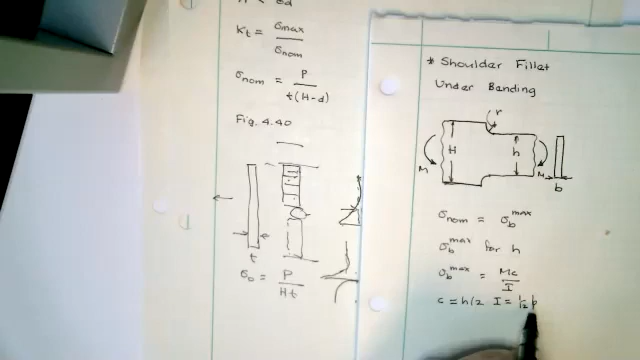 Kt = σmax / σnom
σnom = P / t(H-d)
Fig. 4.40
t
σo = P / Ht
* Shoulder Fillet
Under Bending
r
M H h M
b
σnom = σb^max
σb^max for h
σb^max = Mc / I
c = h/2 I = 1/2 b